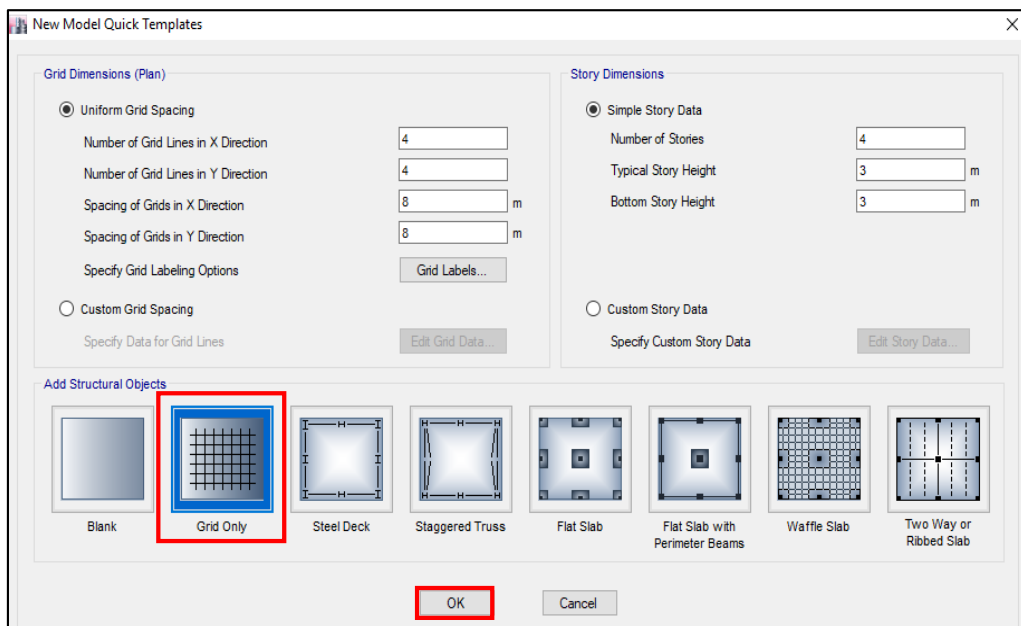 New Model Quick Templates
Grid Dimensions (Plan)
Uniform Grid Spacing
Number of Grid Lines in X Direction 4
Number of Grid Lines in Y Direction 4
Spacing of Grids in X Direction 8 m
Spacing of Grids in Y Direction 8 m
Specify Grid Labeling Options Grid Labels...
Custom Grid Spacing
Specify Data for Grid Lines Edit Grid Data...
Story Dimensions
Simple Story Data
Number of Stories 4
Typical Story Height 3 m
Bottom Story Height 3 m
Custom Story Data
Specify Custom Story Data Edit Story Data...
Add Structural Objects
Blank
Grid Only
Steel Deck
Staggered Truss
Flat Slab
Flat Slab with
Perimeter Beams
Waffle Slab
Two Way or
Ribbed Slab
OK Cancel